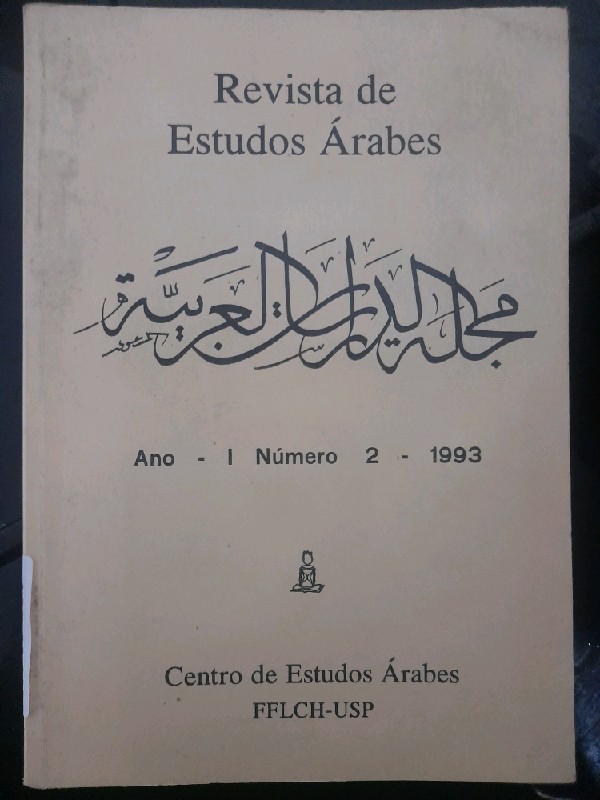 Revista de
Estudos Árabes
مجلة الدراسات العربية
Ano - I Número 2 - 1993
Centro de Estudos Árabes
FFLCH-USP